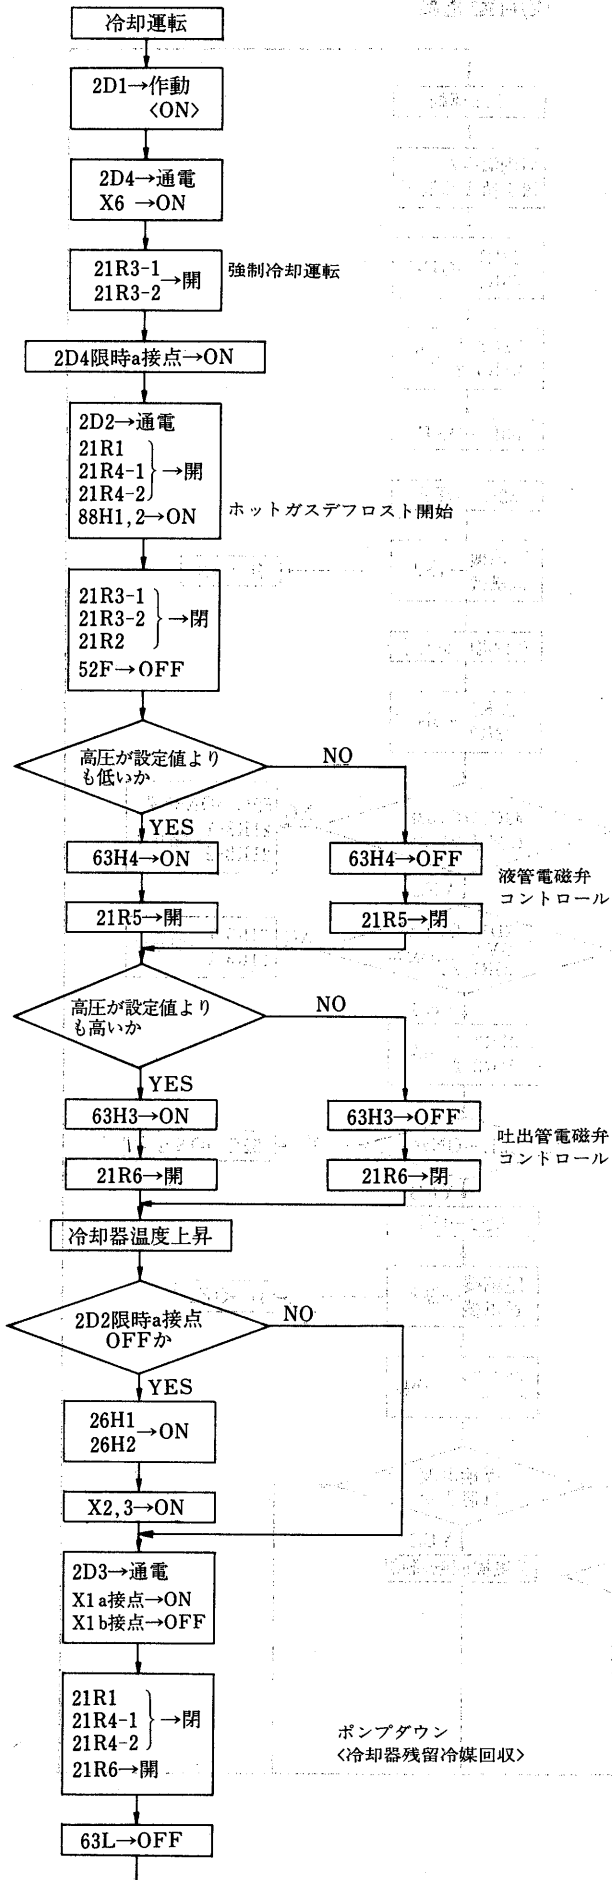 冷却運転
2D1→作動
<ON>
2D4→通電
X6 →ON
21R3-1
21R3-2
→開
強制冷却運転
2D4限時a接点→ON
2D2→通電
21R1
21R4-1
21R4-2
→開
88H1,2→ON
ホットガスデフロスト開始
21R3-1
21R3-2
21R2
→閉
52F→OFF
高圧が設定値より
も低いか
NO
YES
63H4→ON
63H4→OFF
21R5→開
21R5→閉
液管電磁弁
コントロール
高圧が設定値より
も高いか
NO
YES
63H3→ON
63H3→OFF
21R6→開
21R6→閉
吐出管電磁弁
コントロール
冷却器温度上昇
2D2限時a接点
OFFか
NO
YES
26H1
26H2
→ON
X2,3→ON
2D3→通電
X1a接点→ON
X1b接点→OFF
21R1
21R4-1
21R4-2
→閉
21R6→開
ポンプダウン
<冷却器残留冷媒回収>
63L→OFF